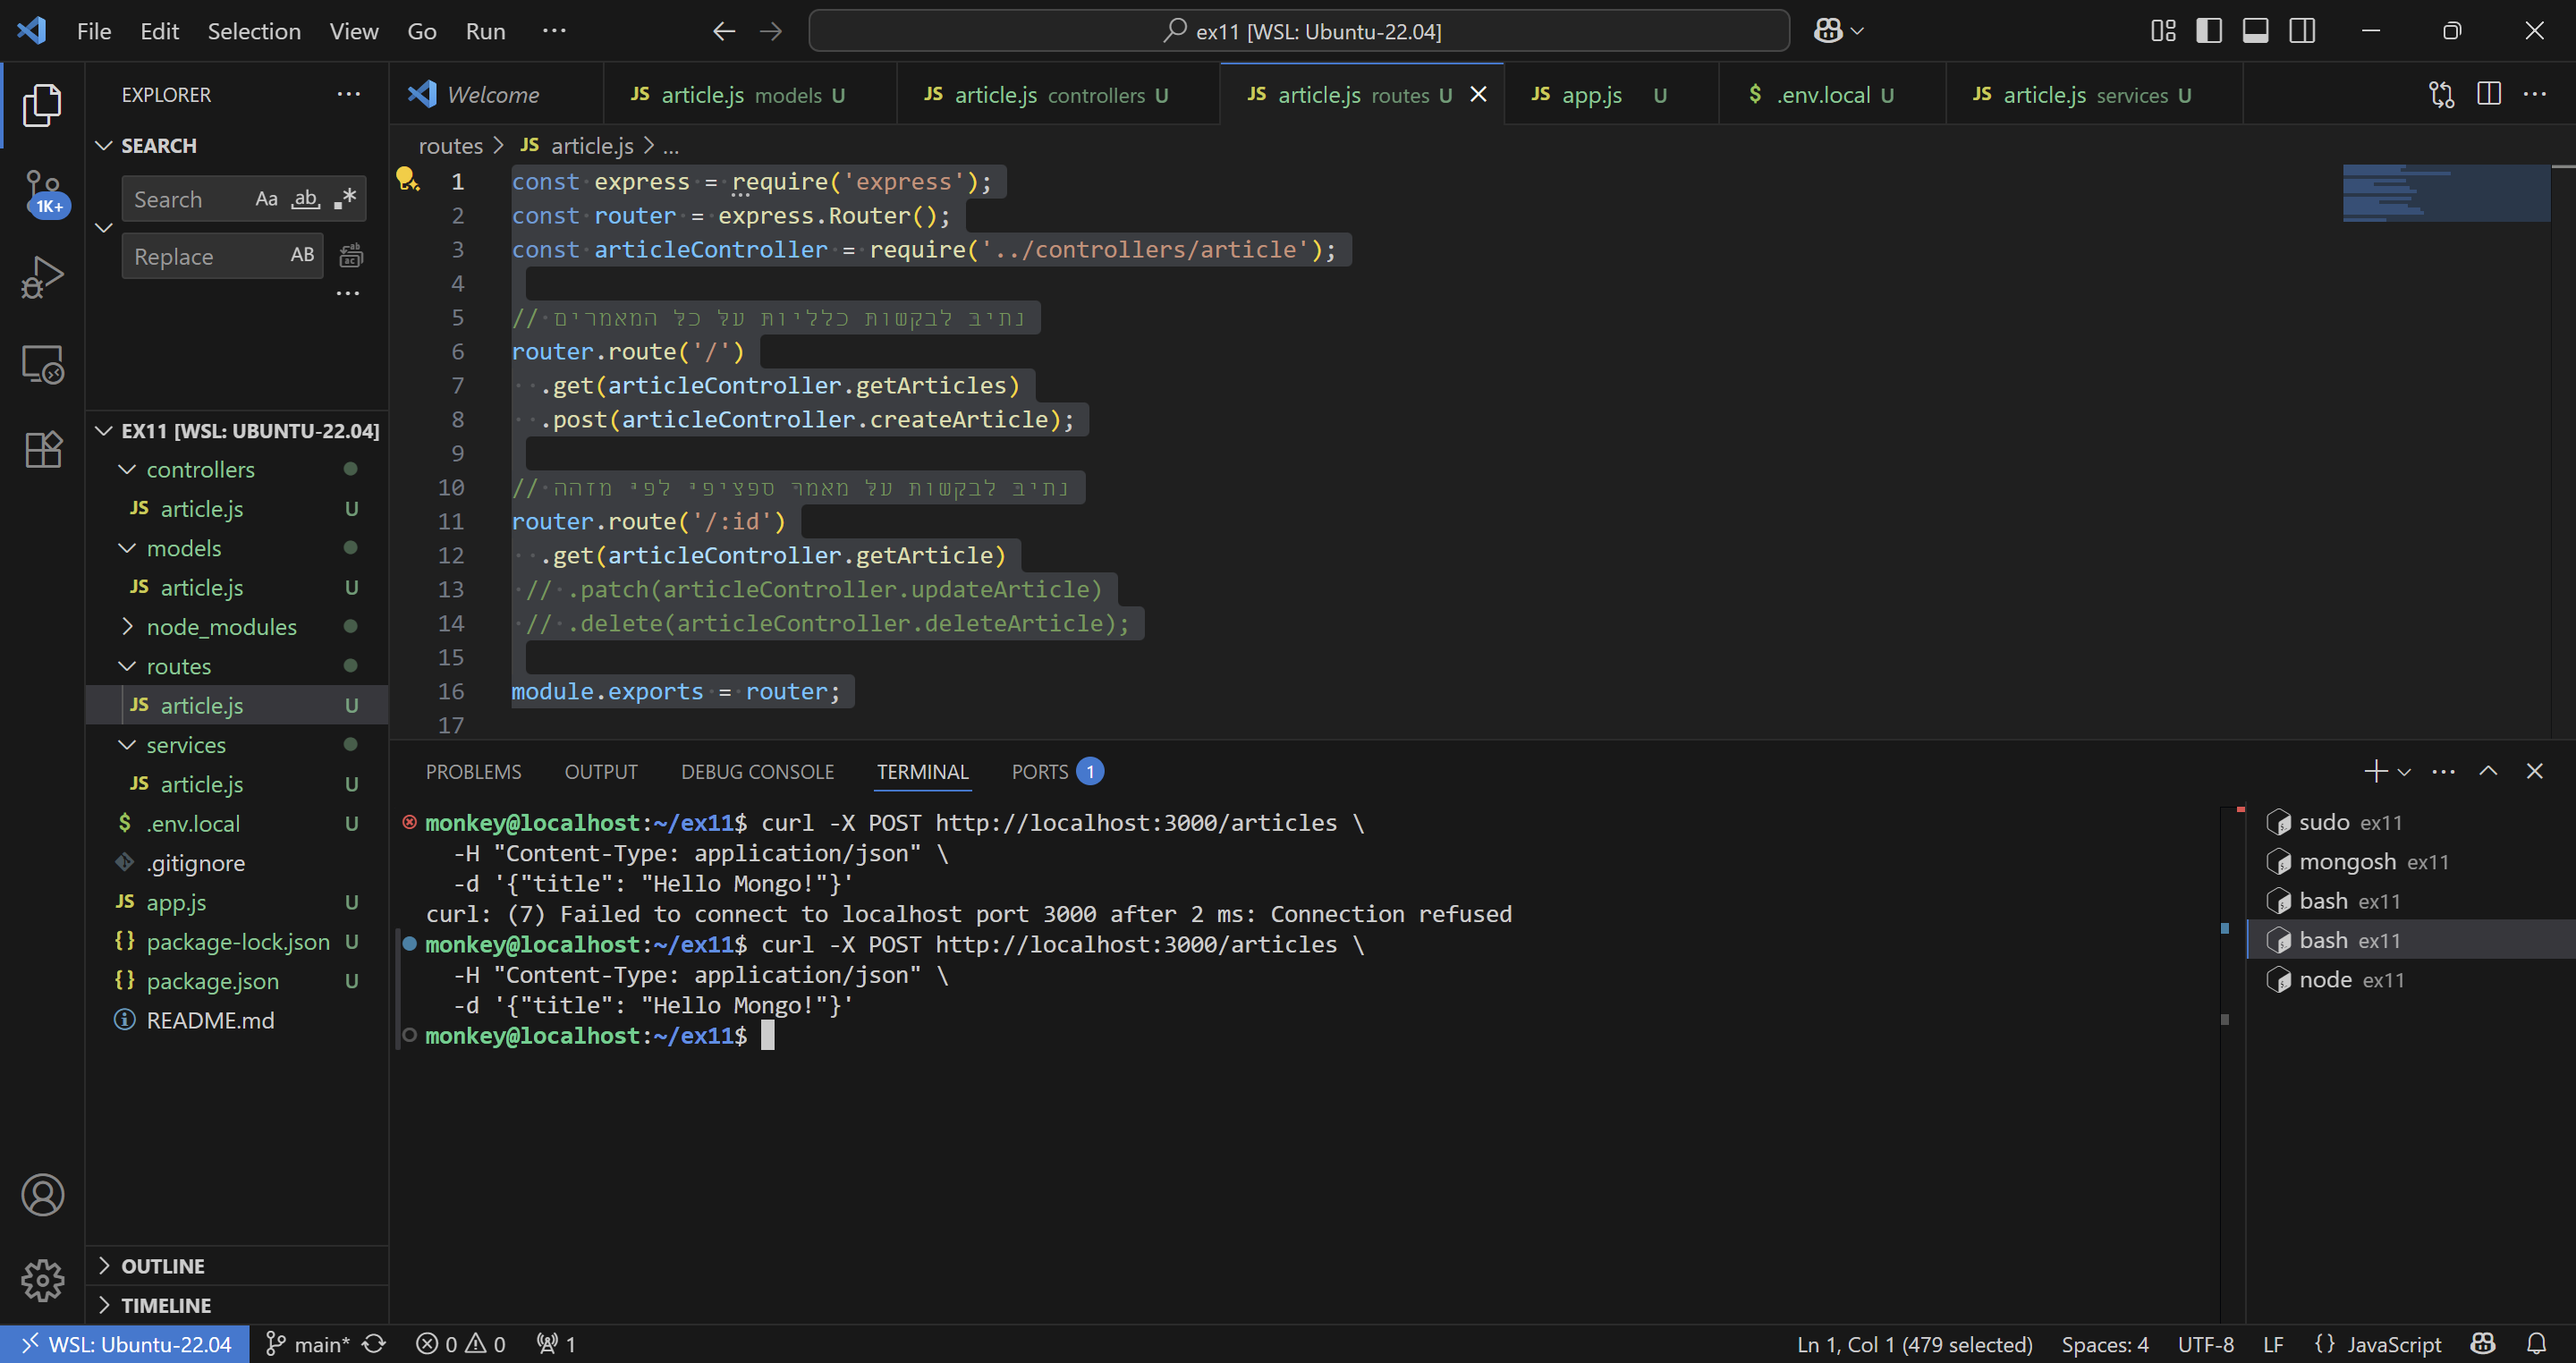 File Edit Selection View Go Run ··· ex11 [WSL: Ubuntu-22.04]
EXPLORER ···
SEARCH
Search Aa ab .*
Replace AB
···
1K+
EX11 [WSL: UBUNTU-22.04]
controllers
JS article.js U
models
JS article.js U
node_modules
routes
JS article.js U
services
JS article.js U
$ .env.local U
.gitignore
JS app.js U
{} package-lock.json U
{} package.json U
README.md
OUTLINE
TIMELINE
Welcome JS article.js models U JS article.js controllers U JS article.js routes U JS app.js U $ .env.local U JS article.js services U ···
routes > JS article.js > ...
1 const express = require('express');
2 const router = express.Router();
3 const articleController = require('../controllers/article');
4
5 // נתיב לבקשות כלליות על כל המאמרים
6 router.route('/')
7 .get(articleController.getArticles)
8 .post(articleController.createArticle);
9
10 // נתיב לבקשות על מאמר ספציפי לפי מזהה
11 router.route('/:id')
12 .get(articleController.getArticle)
13 // .patch(articleController.updateArticle)
14 // .delete(articleController.deleteArticle);
15
16 module.exports = router;
17
PROBLEMS OUTPUT DEBUG CONSOLE TERMINAL PORTS 1 ···
monkey@localhost:~/ex11$ curl -X POST http://localhost:3000/articles \
-H "Content-Type: application/json" \
-d '{"title": "Hello Mongo!"}'
curl: (7) Failed to connect to localhost port 3000 after 2 ms: Connection refused
monkey@localhost:~/ex11$ curl -X POST http://localhost:3000/articles \
-H "Content-Type: application/json" \
-d '{"title": "Hello Mongo!"}'
monkey@localhost:~/ex11$
sudo ex11
mongosh ex11
bash ex11
bash ex11
node ex11
WSL: Ubuntu-22.04 main* 0 0 1 Ln 1, Col 1 (479 selected) Spaces: 4 UTF-8 LF {} JavaScript